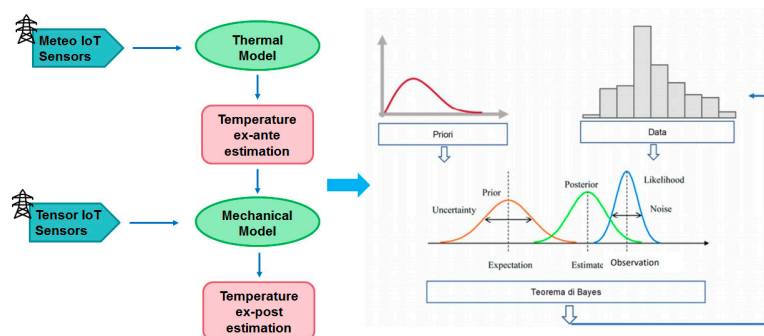 Meteo IoT
Sensors
Thermal
Model
Temperature
ex-ante
estimation
Tensor IoT
Sensors
Mechanical
Model
Temperature
ex-post
estimation
Priori
Data
Prior
Posterior
Likelihood
Uncertainty
Noise
Expectation
Estimate
Observation
Teorema di Bayes